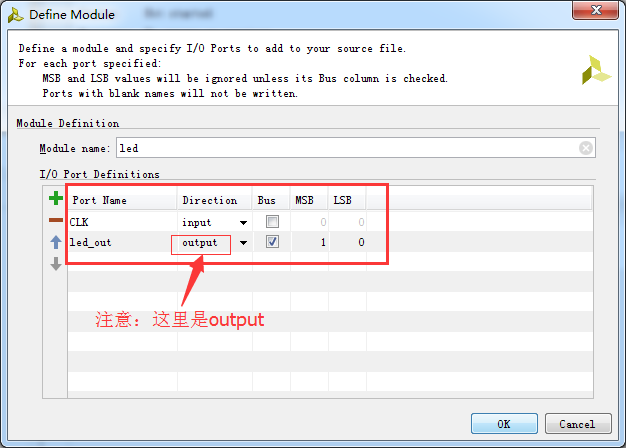 Define Module
Define a module and specify I/O Ports to add to your source file.
For each port specified:
MSB and LSB values will be ignored unless its Bus column is checked.
Ports with blank names will not be written.
Module Definition
Module name: led
I/O Port Definitions
Port Name Direction Bus MSB LSB
CLK input 0 0
led_out output 1 0
注意：这里是output
OK Cancel